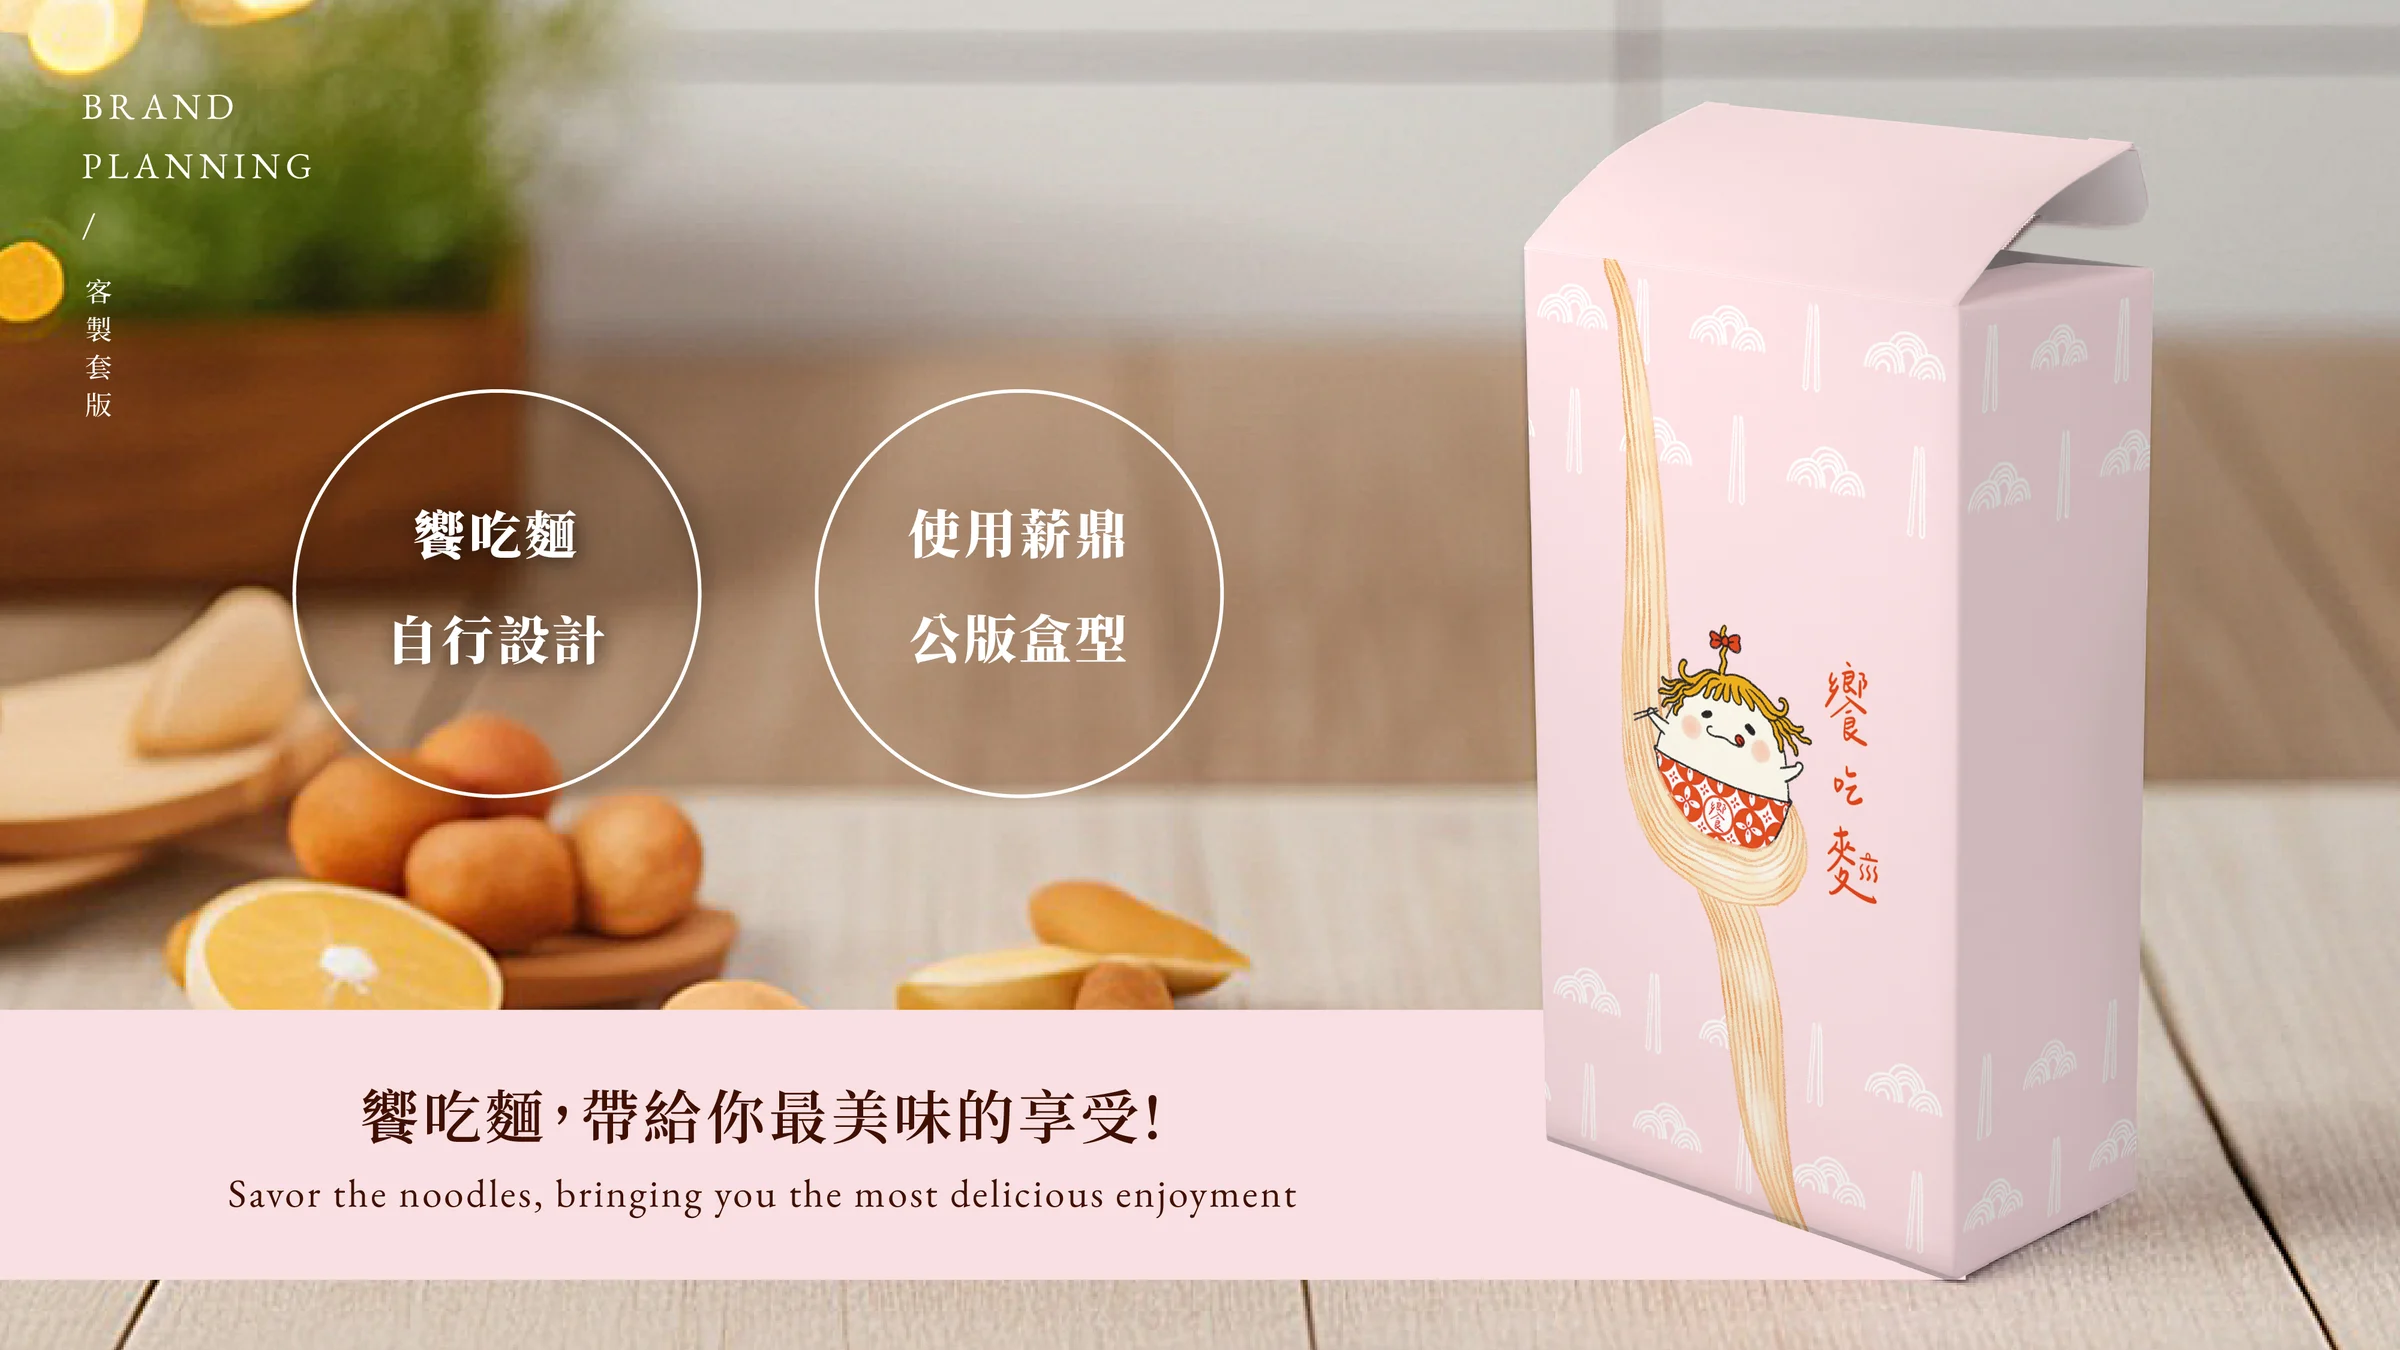 BRAND
PLANNING
/
客製套版
饗吃麵
自行設計
使用薪鼎
公版盒型
饗吃麵
饗
饗吃麵，帶給你最美味的享受!
Savor the noodles, bringing you the most delicious enjoyment